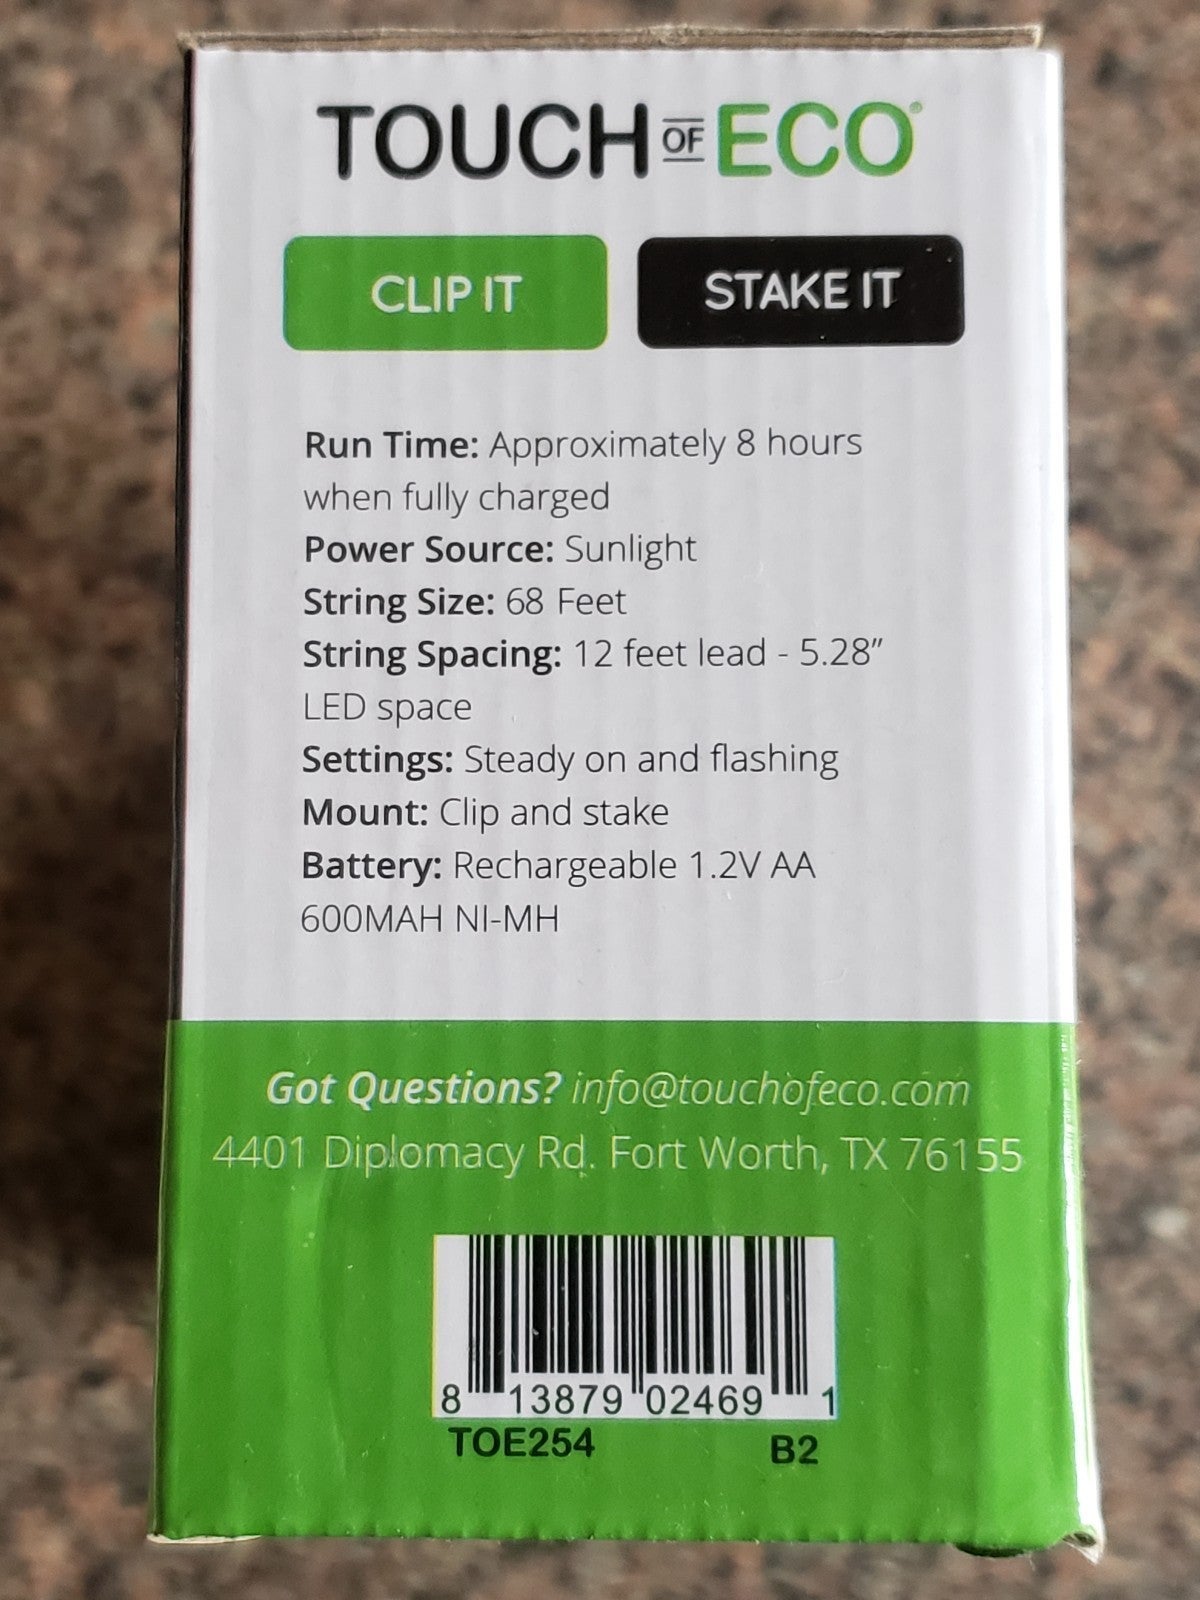 TOUCH OF ECO®
CLIP IT STAKE IT
Run Time: Approximately 8 hours
when fully charged
Power Source: Sunlight
String Size: 68 Feet
String Spacing: 12 feet lead - 5.28”
LED space
Settings: Steady on and flashing
Mount: Clip and stake
Battery: Rechargeable 1.2V AA
600MAH NI-MH
Got Questions? info@touchofeco.com
4401 Diplomacy Rd. Fort Worth, TX 76155
8 13879 02469 1
TOE254 B2